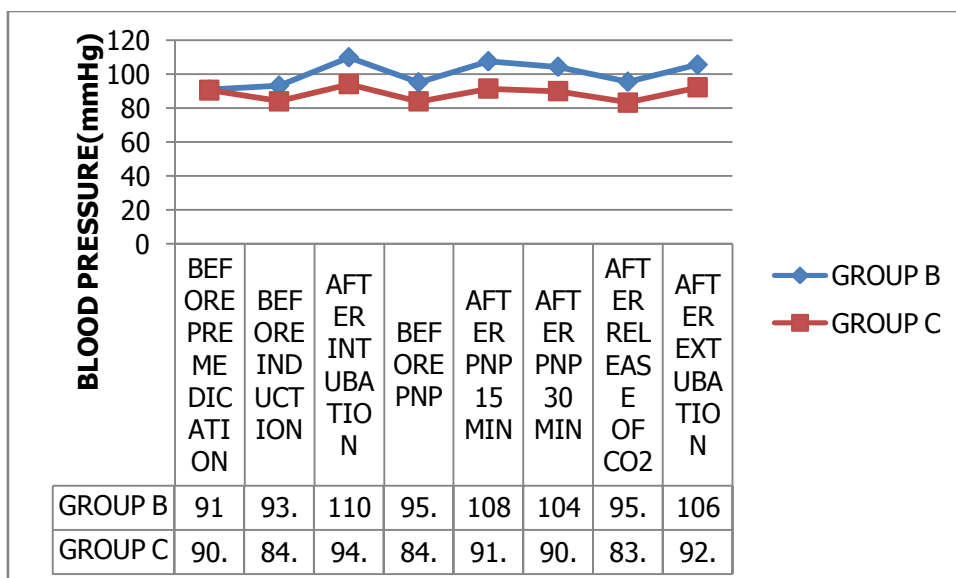 BLOOD PRESSURE(mmHg)
120
100
80
60
40
20
0
BEF
ORE
PRE
ME
DIC
ATI
ON
BEF
ORE
IND
UCT
ION
AFT
ER
INT
UBA
TIO
N
BEF
ORE
PNP
AFT
ER
PNP
15
MIN
AFT
ER
PNP
30
MIN
AFT
ER
REL
EAS
E
OF
CO2
AFT
ER
EXT
UBA
TIO
N
GROUP B 91 93. 110 95. 108 104 95. 106
GROUP C 90. 84. 94. 84. 91. 90. 83. 92.
GROUP B
GROUP C